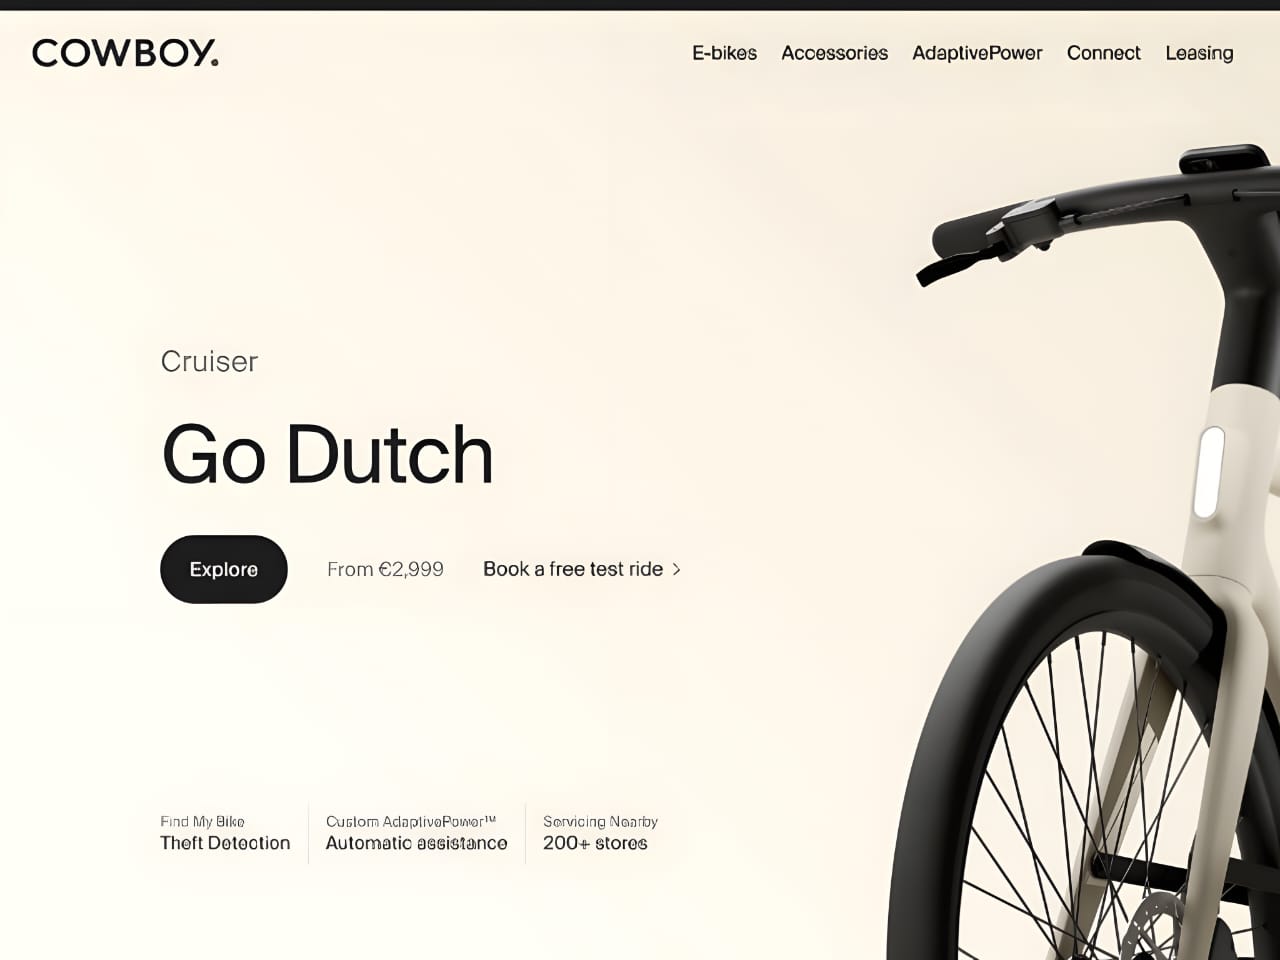 COWBOY.
E-bikes Accessories AdaptivePower Connect Leasing
Cruiser
Go Dutch
Explore From €2,999 Book a free test ride >
Find My Bike
Theft Detection
Custom AdaptivePower™
Automatic assistance
Servicing Nearby
200+ stores